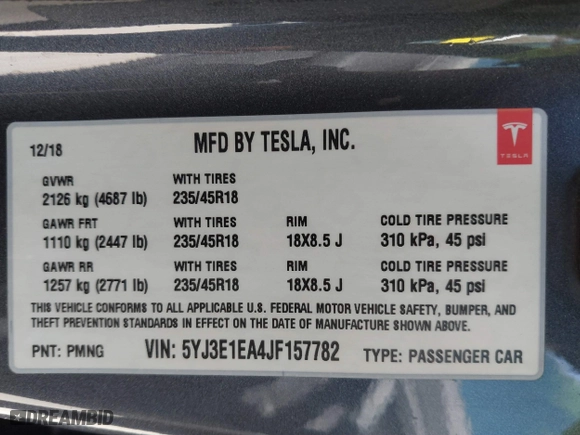 12/18 MFD BY TESLA, INC. TESLA
GVWR WITH TIRES
2126 kg (4687 lb) 235/45R18
GAWR FRT WITH TIRES RIM COLD TIRE PRESSURE
1110 kg (2447 lb) 235/45R18 18X8.5 J 310 kPa, 45 psi
GAWR RR WITH TIRES RIM COLD TIRE PRESSURE
1257 kg (2771 lb) 235/45R18 18X8.5 J 310 kPa, 45 psi
THIS VEHICLE CONFORMS TO ALL APPLICABLE U.S. FEDERAL MOTOR VEHICLE SAFETY, BUMPER, AND
THEFT PREVENTION STANDARDS IN EFFECT ON THE DATE OF MANUFACTURE SHOWN ABOVE.
PNT: PMNG VIN: 5YJ3E1EA4JF157782 TYPE: PASSENGER CAR
DREAMBID